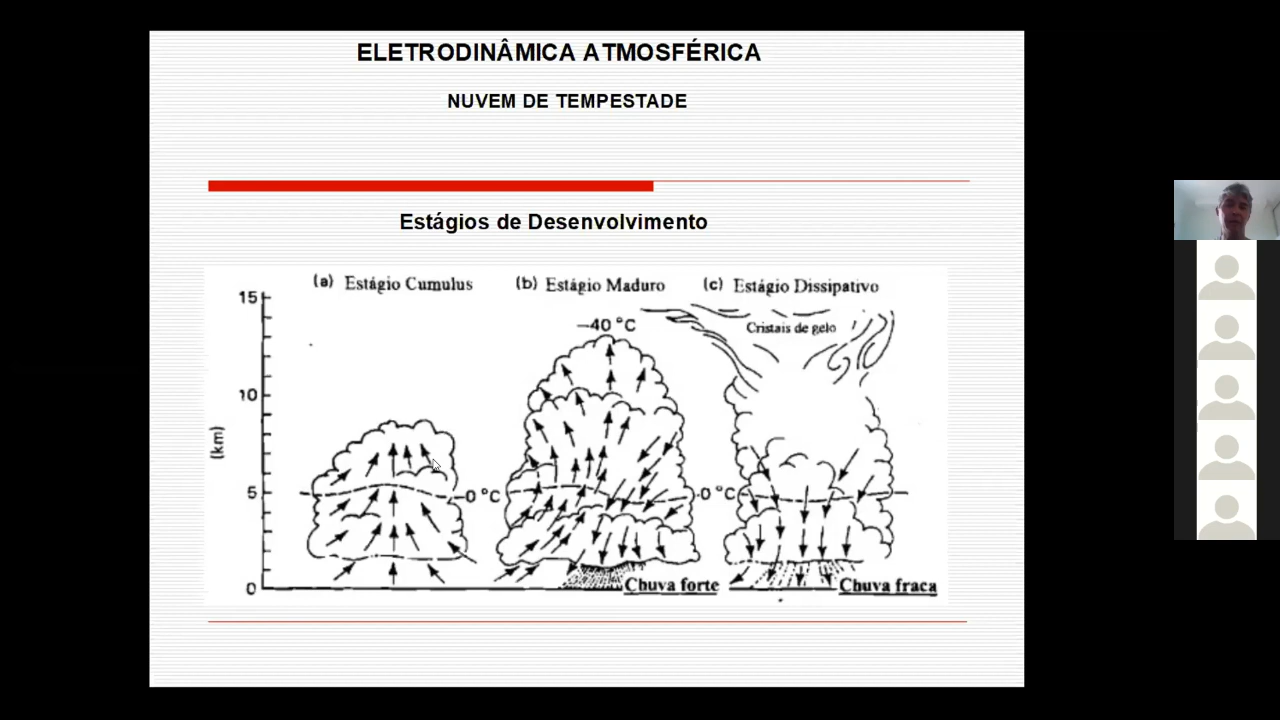 ELETRODINÂMICA ATMOSFÉRICA
NUVEM DE TEMPESTADE
Estágios de Desenvolvimento
(a) Estágio Cumulus
(b) Estágio Maduro
(c) Estágio Dissipativo
15
–40 °C
Cristais de gelo
10
(km)
5
0 °C
0 °C
0
Chuva forte
Chuva fraca